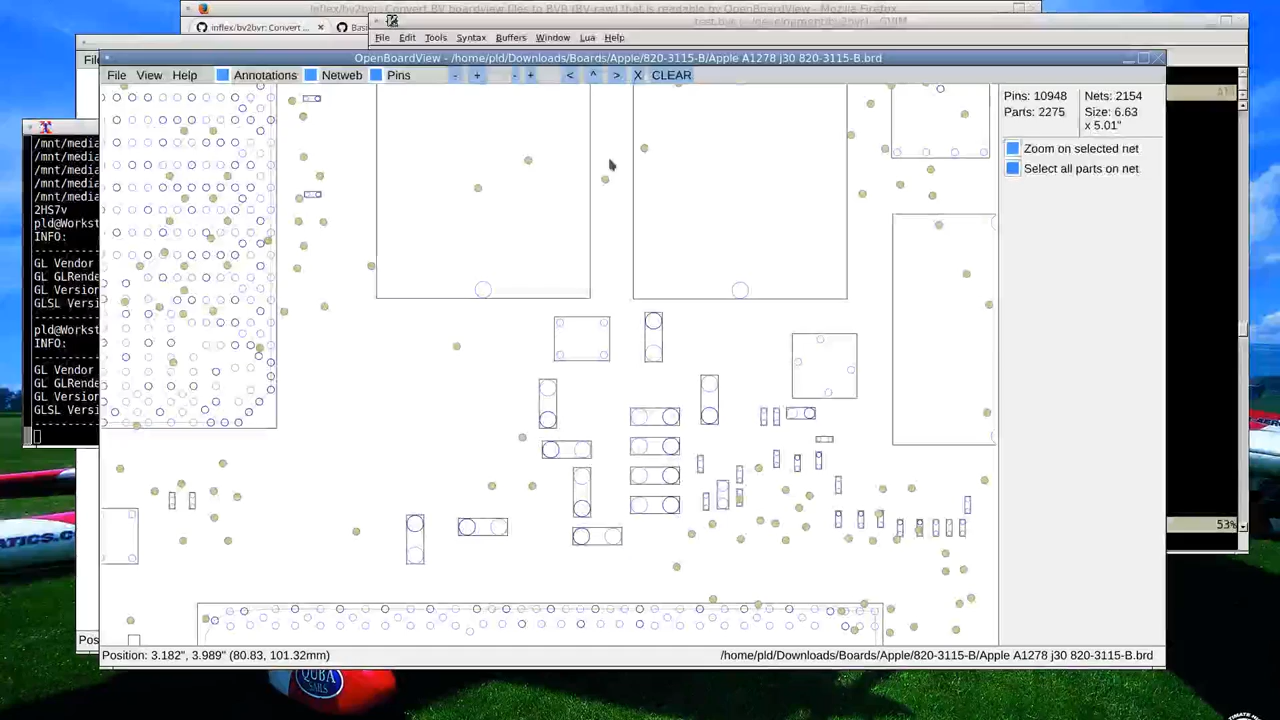 inflex/bv2bvr: Convert BV boardview files to BVR (BV-raw) that is readable by OpenBoardView - Mozilla Firefox
inflex/bv2bvr: Convert ... × Basi
File Edit Tools Syntax Buffers Window Lua Help
OpenBoardView - /home/pld/Downloads/Boards/Apple/820-3115-B/Apple A1278 j30 820-3115-B.brd
File View Help Annotations Netweb Pins - + - + < ^ > X CLEAR
Pins: 10948 Nets: 2154
Parts: 2275 Size: 6.63
x 5.01"
Zoom on selected net
Select all parts on net
/mnt/media
/mnt/media
/mnt/media
/mnt/media
/mnt/media
2HS7v
pld@Workst
INFO:
GL Vendor
GL GLRende
GL Version
GLSL Versi
pld@Workst
INFO:
GL Vendor
GL GLRende
GL Version
GLSL Versi
53%
Pos
Position: 3.182", 3.989" (80.83, 101.32mm) /home/pld/Downloads/Boards/Apple/820-3115-B/Apple A1278 j30 820-3115-B.brd
QUBA
SAILS